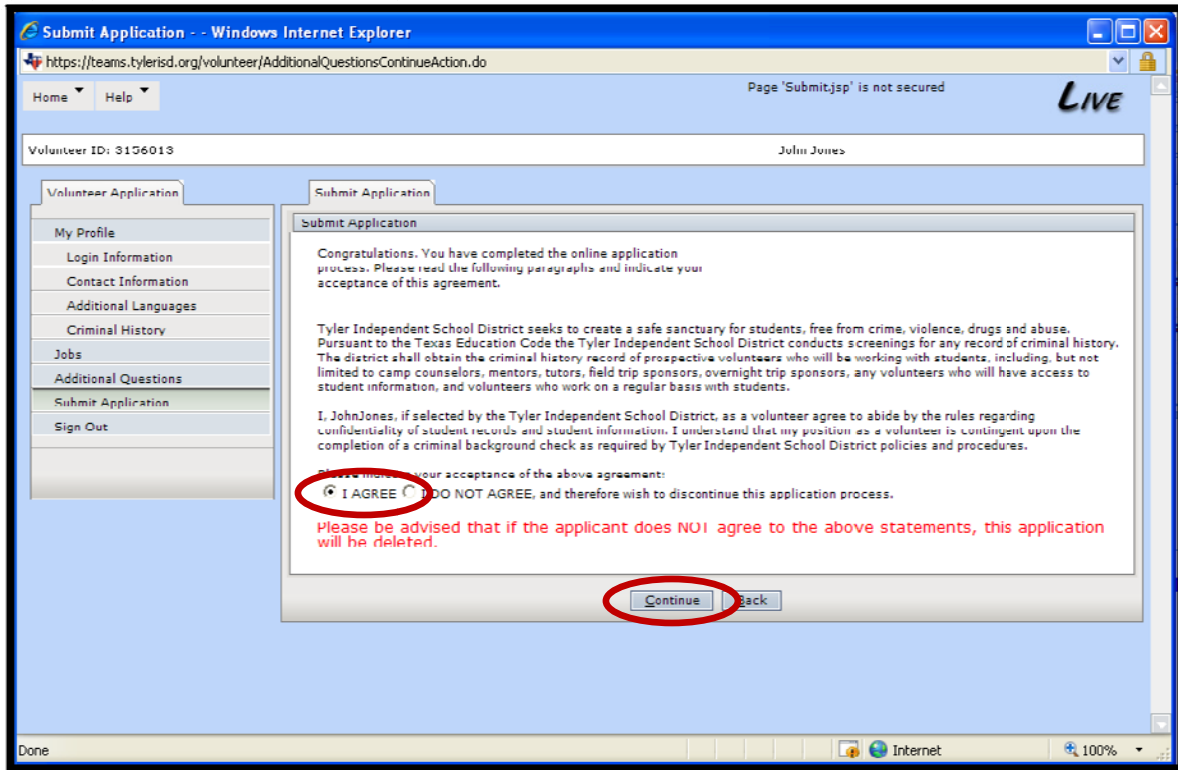 Submit Application - - Windows Internet Explorer
https://teams.tylerisd.org/volunteer/AdditionalQuestionsContinueAction.do
Home Help
Page 'Submit.jsp' is not secured
LIVE
Volunteer ID: 3156013 John Jones
Volunteer Application
My Profile
Login Information
Contact Information
Additional Languages
Criminal History
Jobs
Additional Questions
Submit Application
Sign Out
Submit Application
Submit Application
Congratulations. You have completed the online application
process. Please read the following paragraphs and indicate your
acceptance of this agreement.
Tyler Independent School District seeks to create a safe sanctuary for students, free from crime, violence, drugs and abuse.
Pursuant to the Texas Education Code the Tyler Independent School District conducts screenings for any record of criminal history.
The district shall obtain the criminal history record of prospective volunteers who will be working with students, including, but not
limited to camp counselors, mentors, tutors, field trip sponsors, overnight trip sponsors, any volunteers who will have access to
student information, and volunteers who work on a regular basis with students.
I, JohnJones, if selected by the Tyler Independent School District, as a volunteer agree to abide by the rules regarding
confidentiality of student records and student information. I understand that my position as a volunteer is contingent upon the
completion of a criminal background check as required by Tyler Independent School District policies and procedures.
Please indicate your acceptance of the above agreement:
I AGREE I DO NOT AGREE, and therefore wish to discontinue this application process.
Please be advised that if the applicant does NOT agree to the above statements, this application
will be deleted.
Continue Back
Done Internet 100%